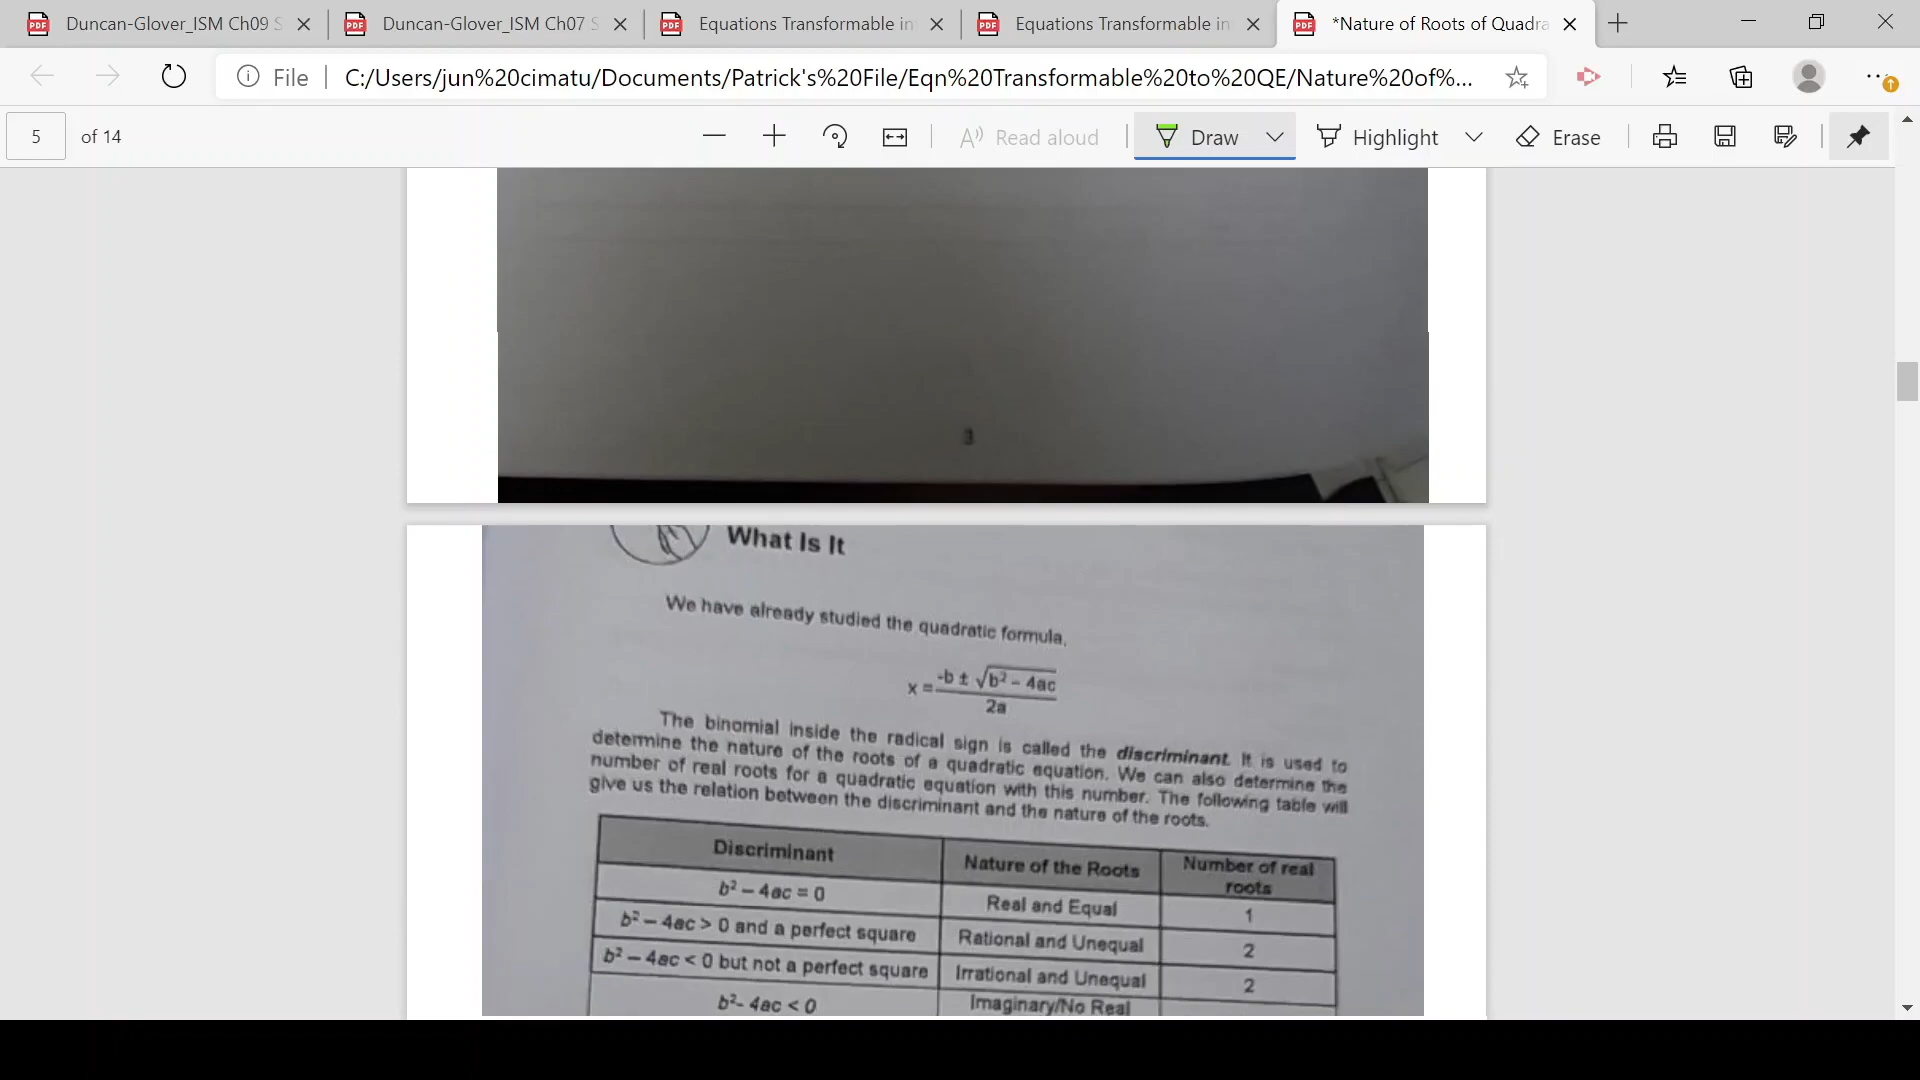 Duncan-Glover_ISM Ch09 S
Duncan-Glover_ISM Ch07 S
Equations Transformable in
Equations Transformable in
*Nature of Roots of Quadra
File
C:/Users/jun%20cimatu/Documents/Patrick's%20File/Eqn%20Transformable%20to%20QE/Nature%20of%...
5 of 14
Read aloud
Draw
Highlight
Erase
3
What Is It
We have already studied the quadratic formula,
x = -b ± √b² – 4ac
2a
The binomial inside the radical sign is called the discriminant. It is used to
determine the nature of the roots of a quadratic equation. We can also determine the
number of real roots for a quadratic equation with this number. The following table will
give us the relation between the discriminant and the nature of the roots.
Discriminant Nature of the Roots Number of real roots
b² – 4ac = 0 Real and Equal 1
b² – 4ac > 0 and a perfect square Rational and Unequal 2
b² – 4ac < 0 but not a perfect square Irrational and Unequal 2
b²- 4ac < 0 Imaginary/No Real